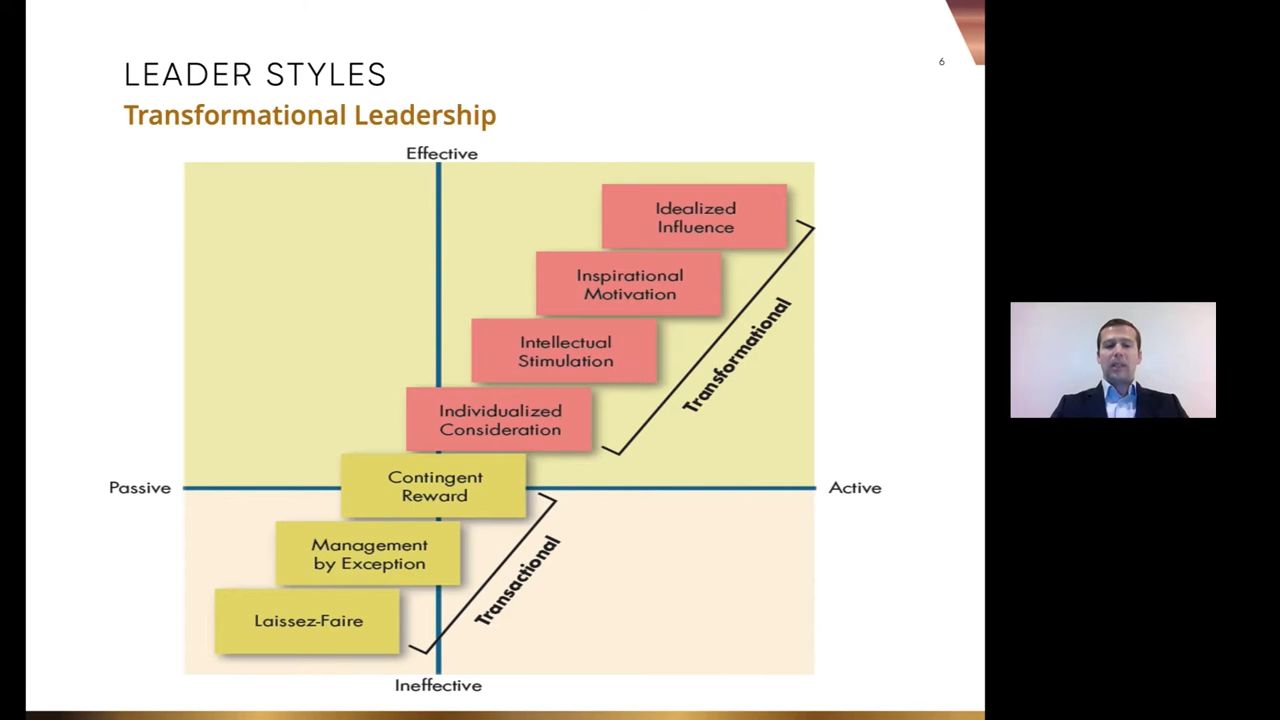 LEADER STYLES
6
Transformational Leadership
Effective
Idealized
Influence
Inspirational
Motivation
Intellectual
Stimulation
Transformational
Individualized
Consideration
Contingent
Reward
Passive
Active
Management
by Exception
Transactional
Laissez-Faire
Ineffective